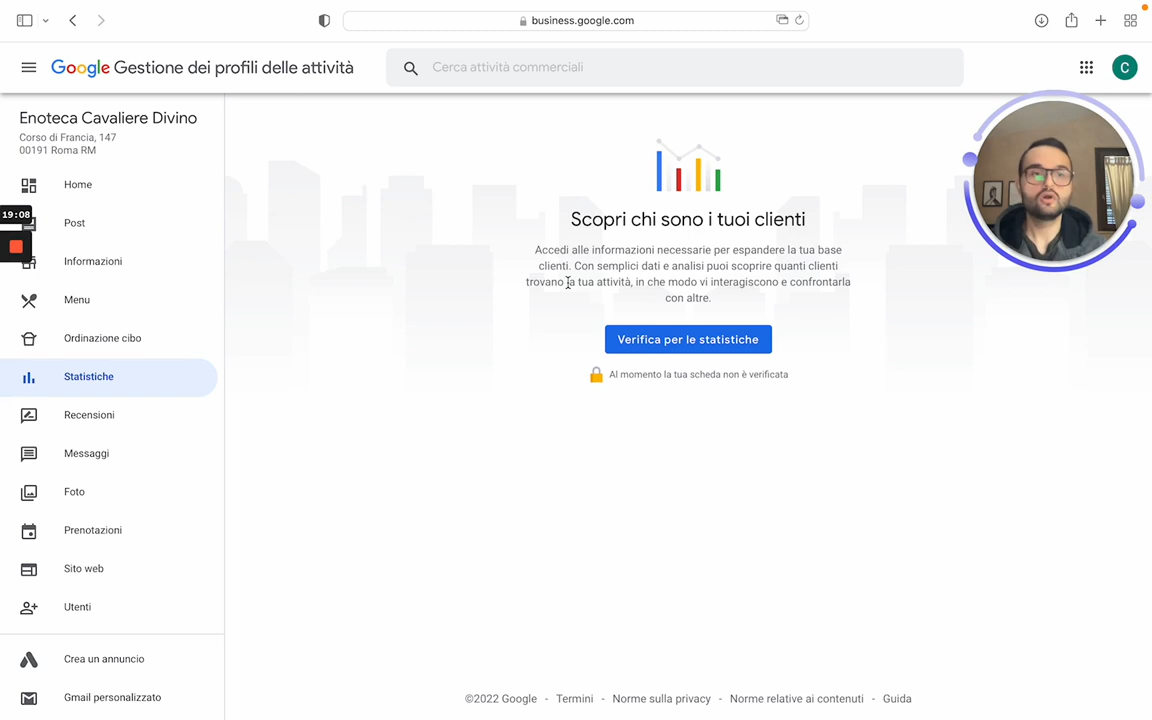 business.google.com
Google Gestione dei profili delle attività
Cerca attività commerciali
C
Enoteca Cavaliere Divino
Corso di Francia, 147
00191 Roma RM
Home
19:08
Post
Informazioni
Menu
Ordinazione cibo
Statistiche
Recensioni
Messaggi
Foto
Prenotazioni
Sito web
Utenti
Crea un annuncio
Gmail personalizzato
Scopri chi sono i tuoi clienti
Accedi alle informazioni necessarie per espandere la tua base
clienti. Con semplici dati e analisi puoi scoprire quanti clienti
trovano la tua attività, in che modo vi interagiscono e confrontarla
con altre.
Verifica per le statistiche
Al momento la tua scheda non è verificata
©2022 Google - Termini - Norme sulla privacy - Norme relative ai contenuti - Guida